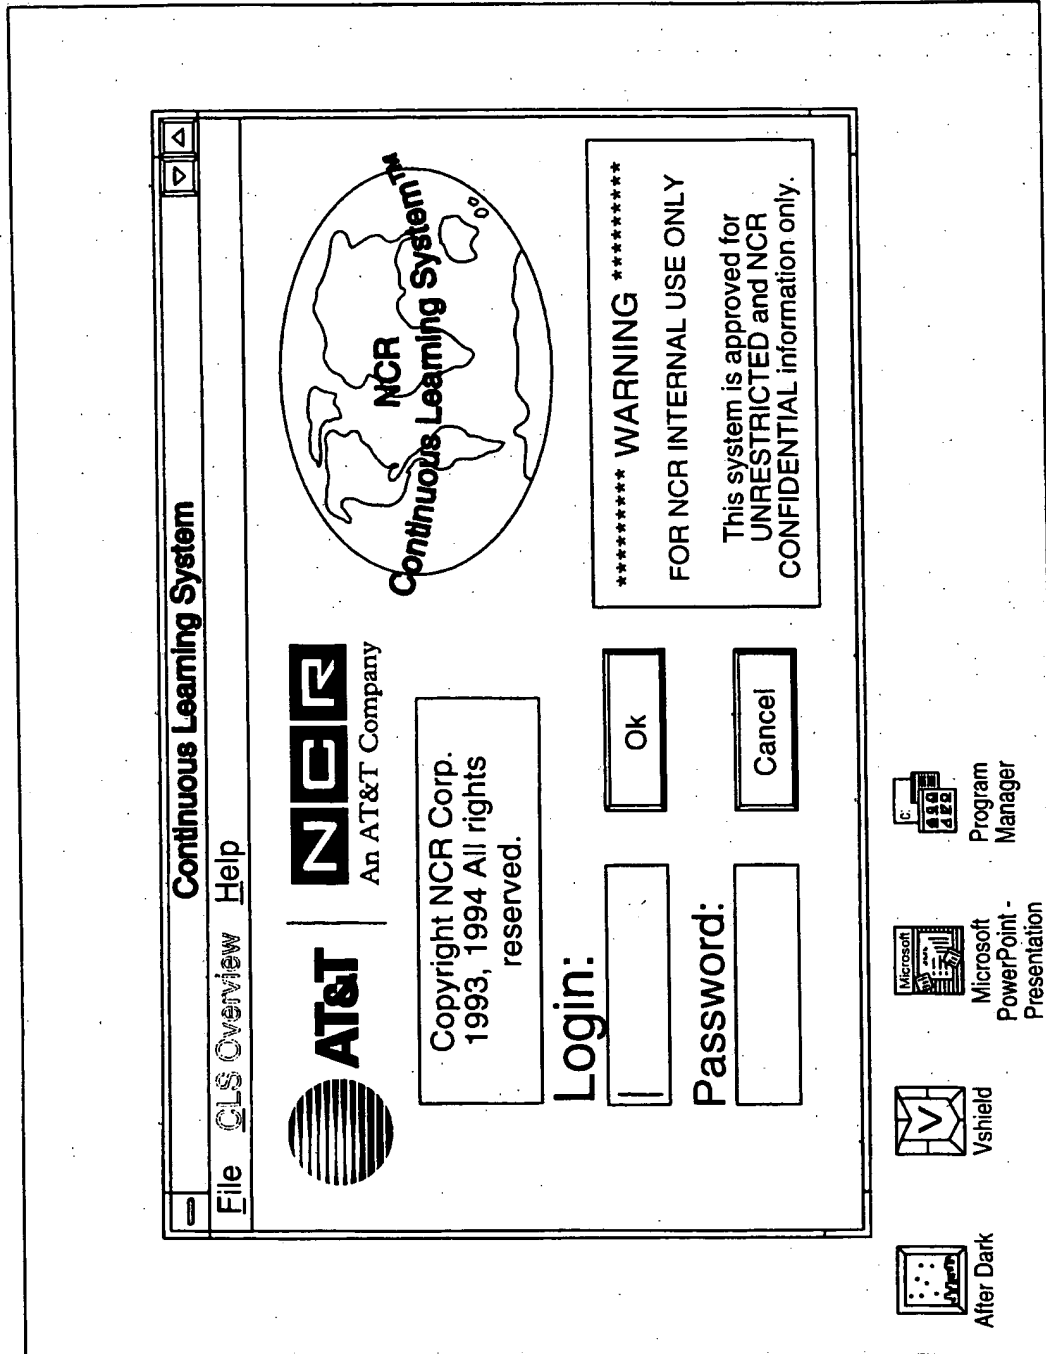 Continuous Learning System
File CLS Overview Help
AT&T
NCR
An AT&T Company
NCR
Continuous Learning System™
Copyright NCR Corp.
1993, 1994 All rights
reserved.
********* WARNING *********
FOR NCR INTERNAL USE ONLY
This system is approved for
UNRESTRICTED and NCR
CONFIDENTIAL information only.
Login:
Ok
Password:
Cancel
After Dark
V
Vshield
Microsoft
Microsoft
PowerPoint -
Presentation
C:
Program
Manager